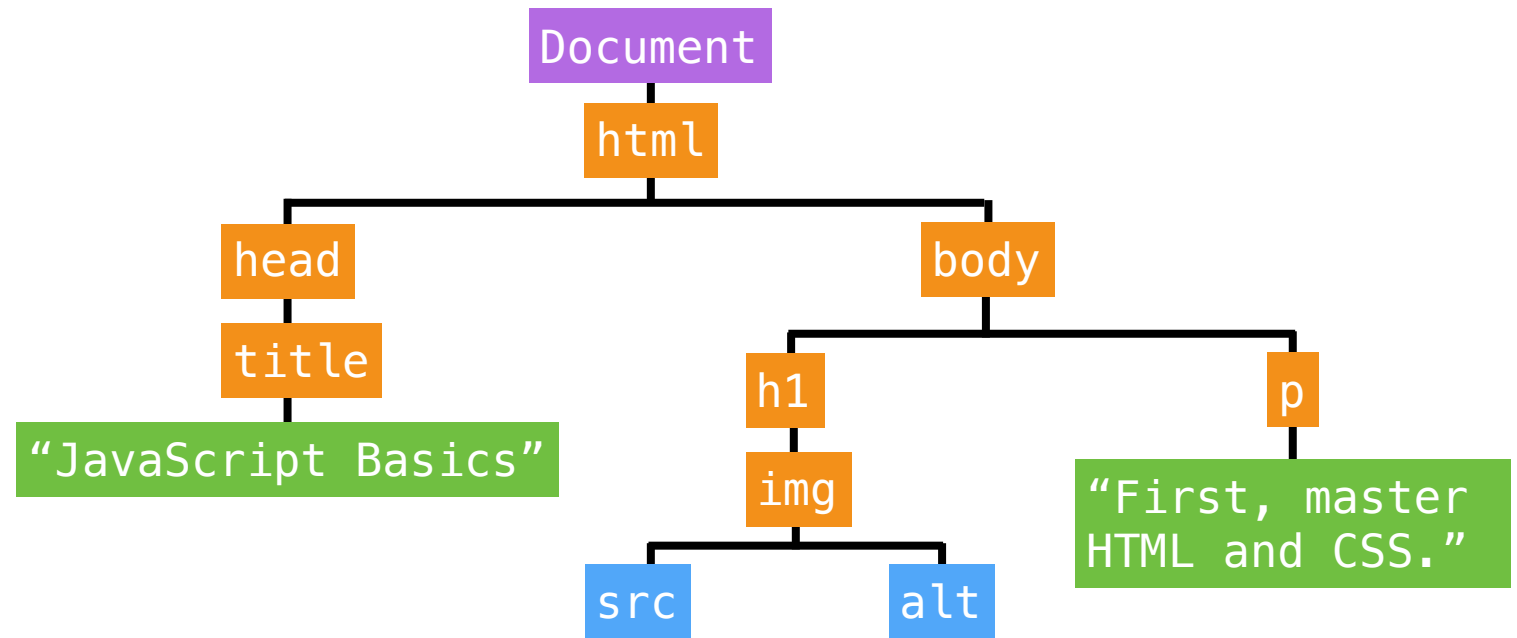 Document
html
head
body
title
h1
p
“JavaScript Basics”
img
“First, master
HTML and CSS.”
src
alt